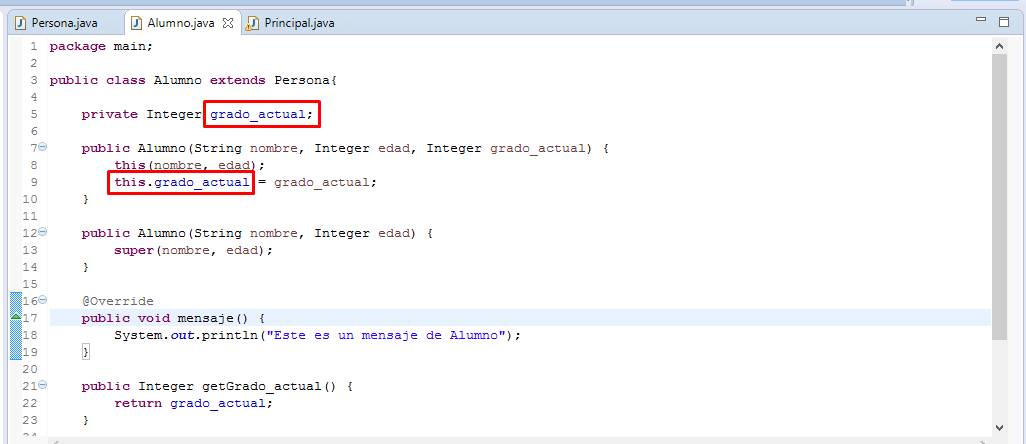 Persona.java Alumno.java Principal.java
1 package main;
2
3 public class Alumno extends Persona{
4
5 private Integer grado_actual;
6
7 public Alumno(String nombre, Integer edad, Integer grado_actual) {
8 this(nombre, edad);
9 this.grado_actual = grado_actual;
10 }
11
12 public Alumno(String nombre, Integer edad) {
13 super(nombre, edad);
14 }
15
16 @Override
17 public void mensaje() {
18 System.out.println("Este es un mensaje de Alumno");
19 }
20
21 public Integer getGrado_actual() {
22 return grado_actual;
23 }